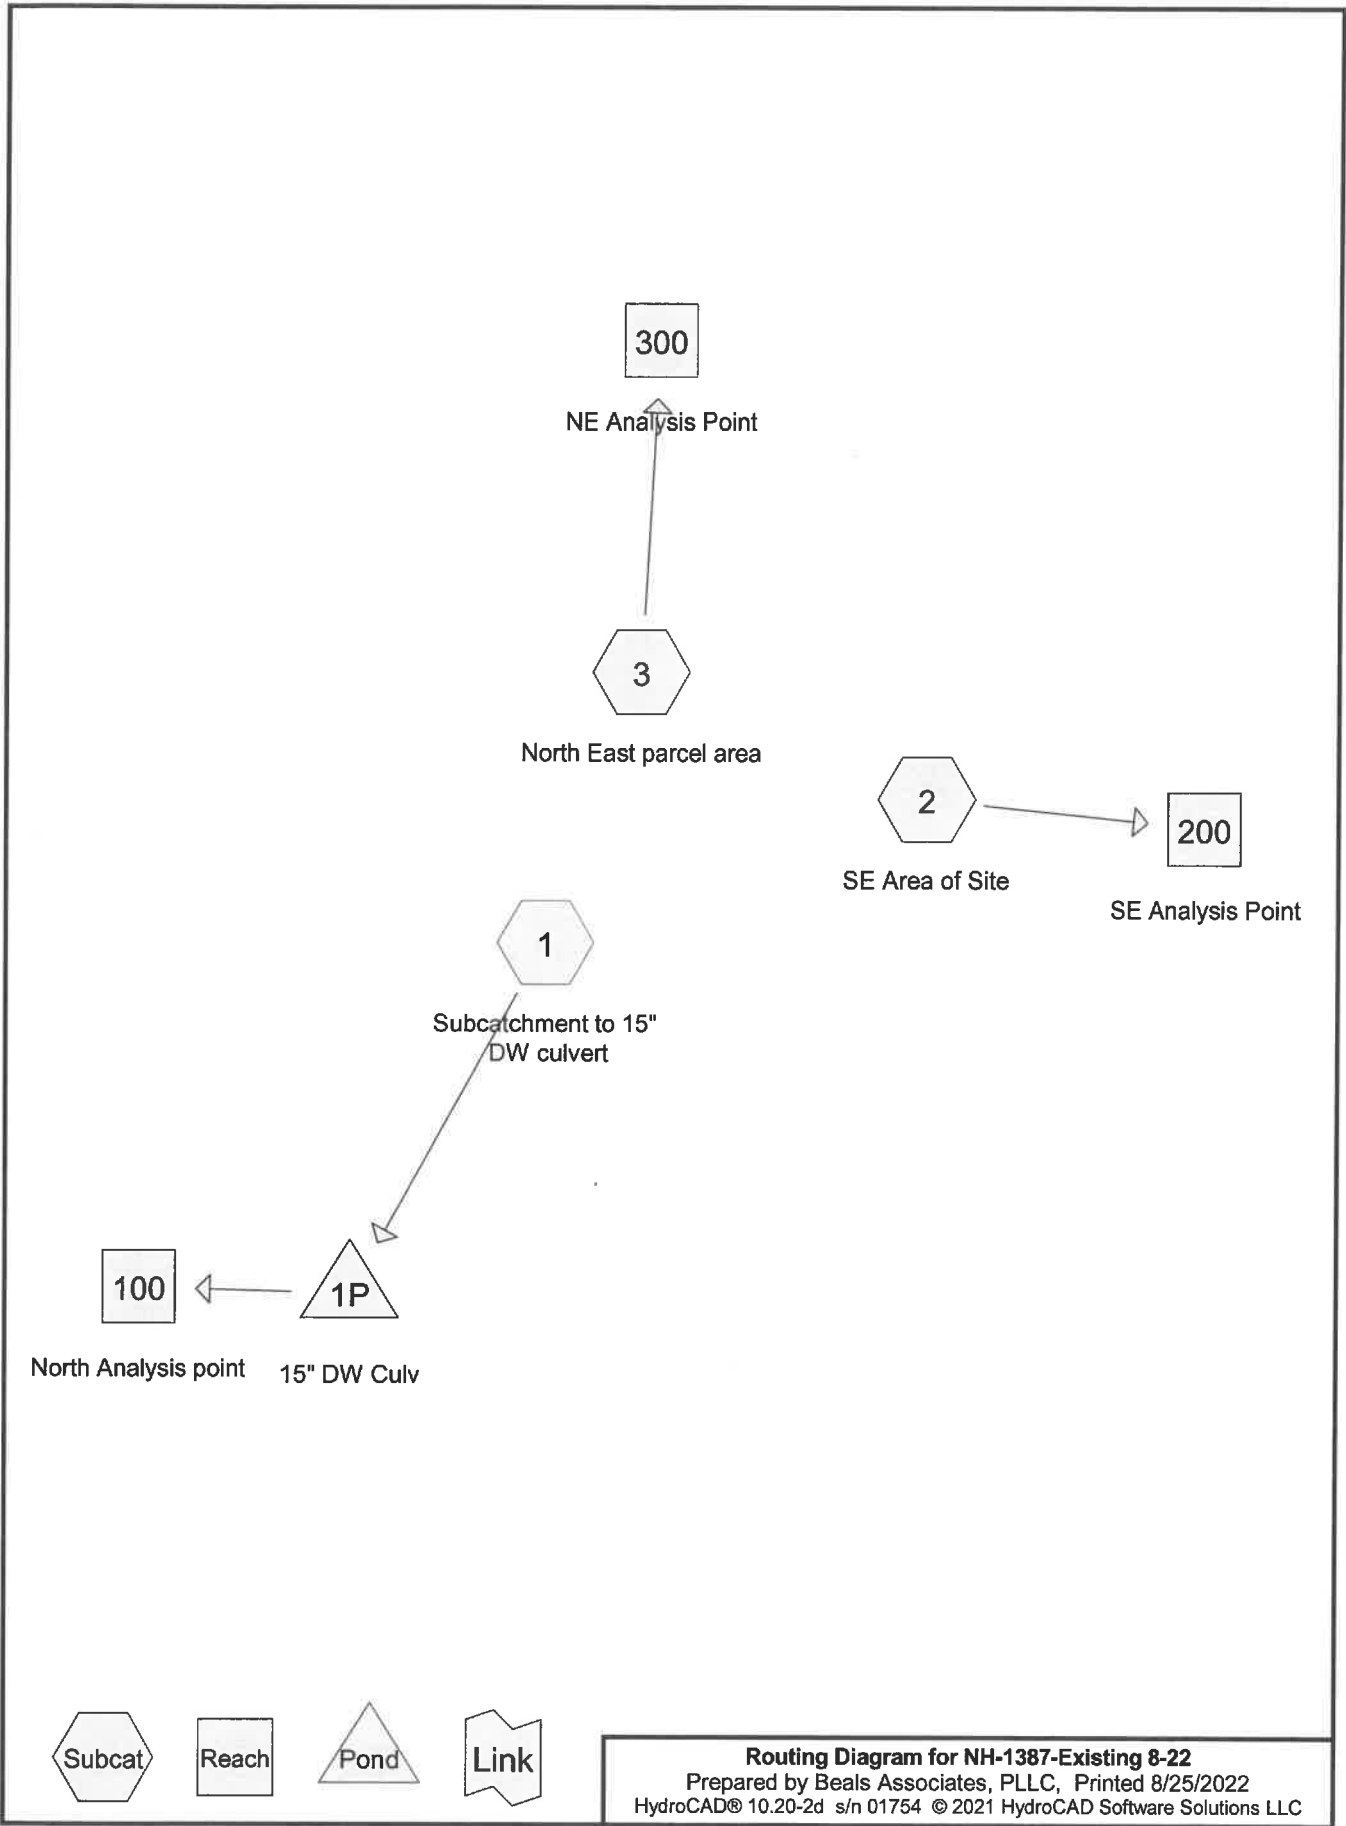 300
NE Analysis Point
3
North East parcel area
2
200
SE Area of Site
SE Analysis Point
1
Subcatchment to 15"
DW culvert
100
1P
North Analysis point
15" DW Culv
Subcat
Reach
Pond
Link
Routing Diagram for NH-1387-Existing 8-22
Prepared by Beals Associates, PLLC, Printed 8/25/2022
HydroCAD® 10.20-2d s/n 01754 © 2021 HydroCAD Software Solutions LLC